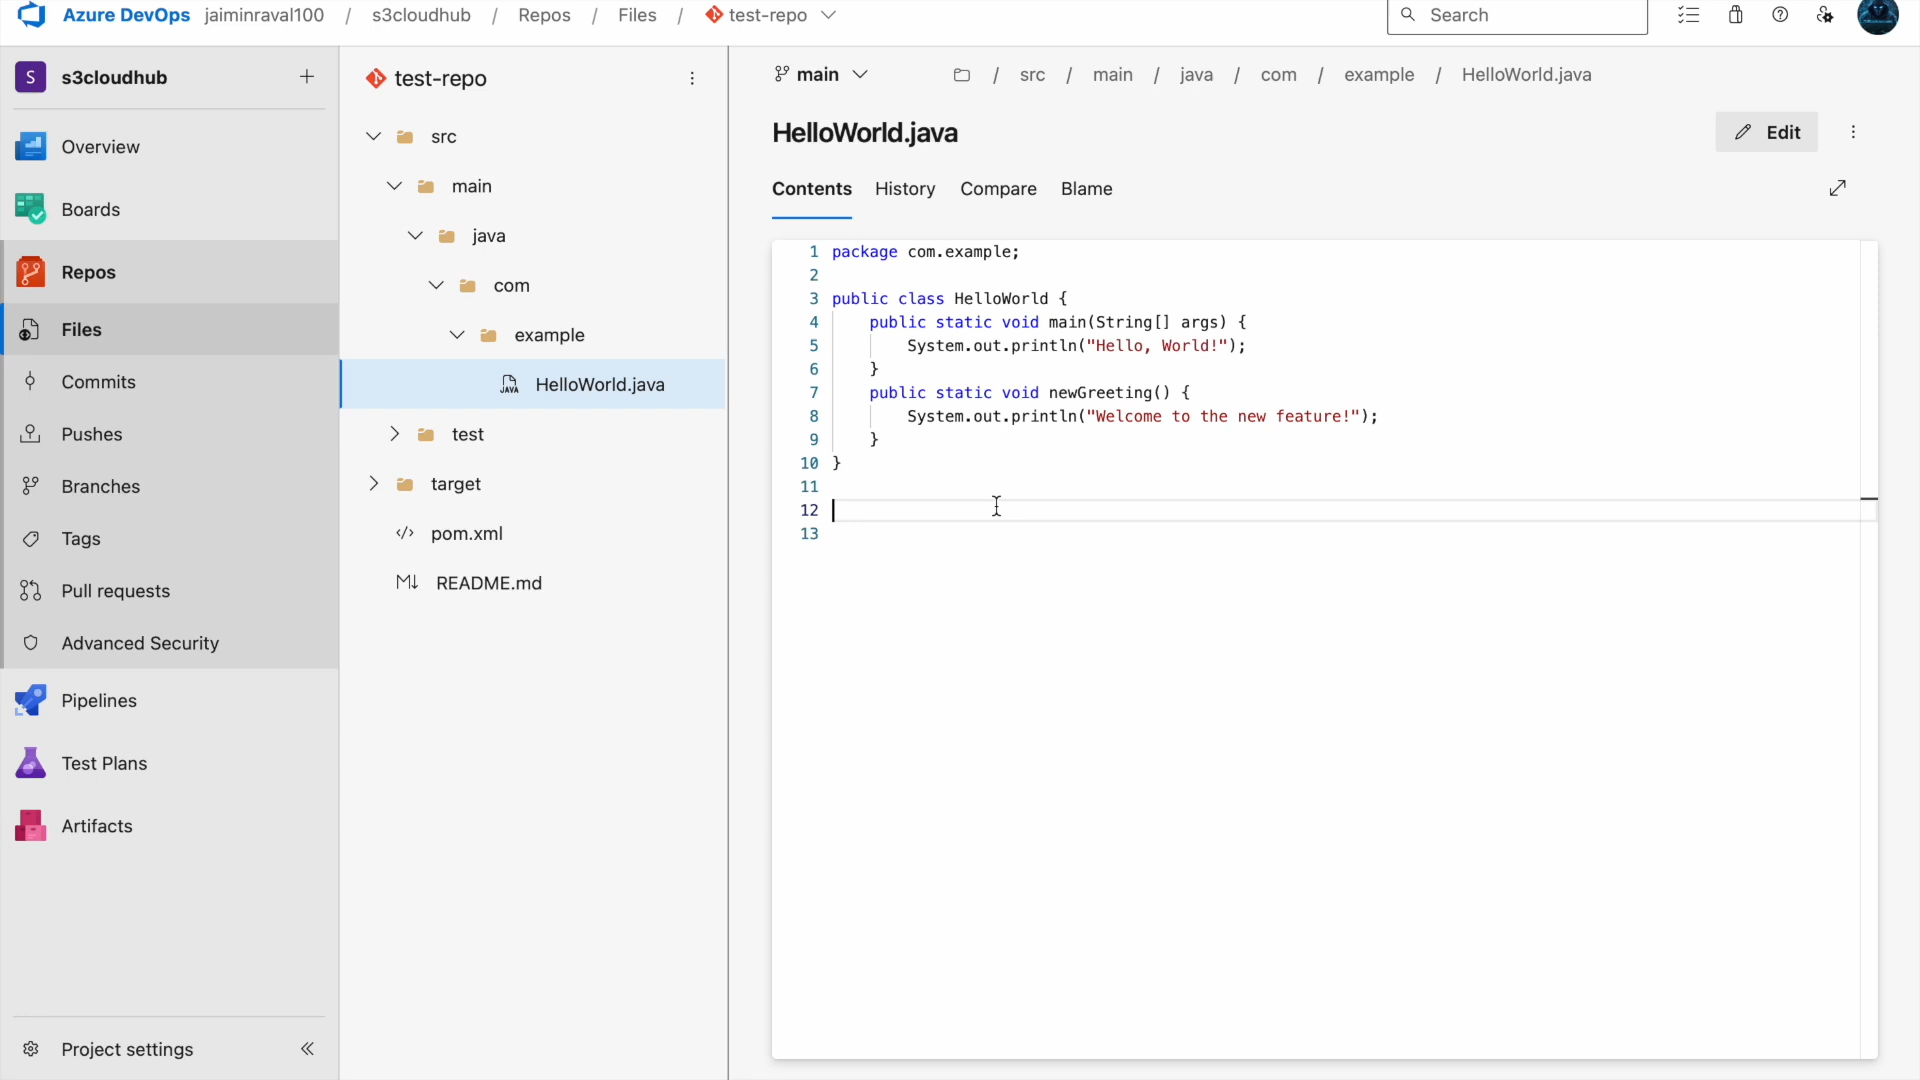 Azure DevOps jaiminraval100 / s3cloudhub / Repos / Files / test-repo
Search
S s3cloudhub +
Overview
Boards
Repos
Files
Commits
Pushes
Branches
Tags
Pull requests
Advanced Security
Pipelines
Test Plans
Artifacts
Project settings
test-repo
src
main
java
com
example
JAVA HelloWorld.java
test
target
</> pom.xml
M↓ README.md
main / src / main / java / com / example / HelloWorld.java
HelloWorld.java
Edit
Contents History Compare Blame
1 package com.example;
2
3 public class HelloWorld {
4 public static void main(String[] args) {
5 System.out.println("Hello, World!");
6 }
7 public static void newGreeting() {
8 System.out.println("Welcome to the new feature!");
9 }
10 }
11
12
13